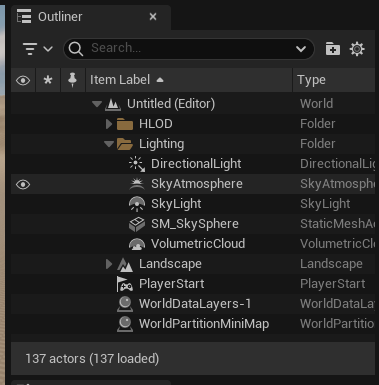 Outliner
Search...
Item Label Type
Untitled (Editor) World
HLOD Folder
Lighting Folder
DirectionalLight DirectionalLig
SkyAtmosphere SkyAtmosphe
SkyLight SkyLight
SM_SkySphere StaticMeshAc
VolumetricCloud VolumetricClo
Landscape Landscape
PlayerStart PlayerStart
WorldDataLayers-1 WorldDataLa
WorldPartitionMiniMap WorldPartitio
137 actors (137 loaded)